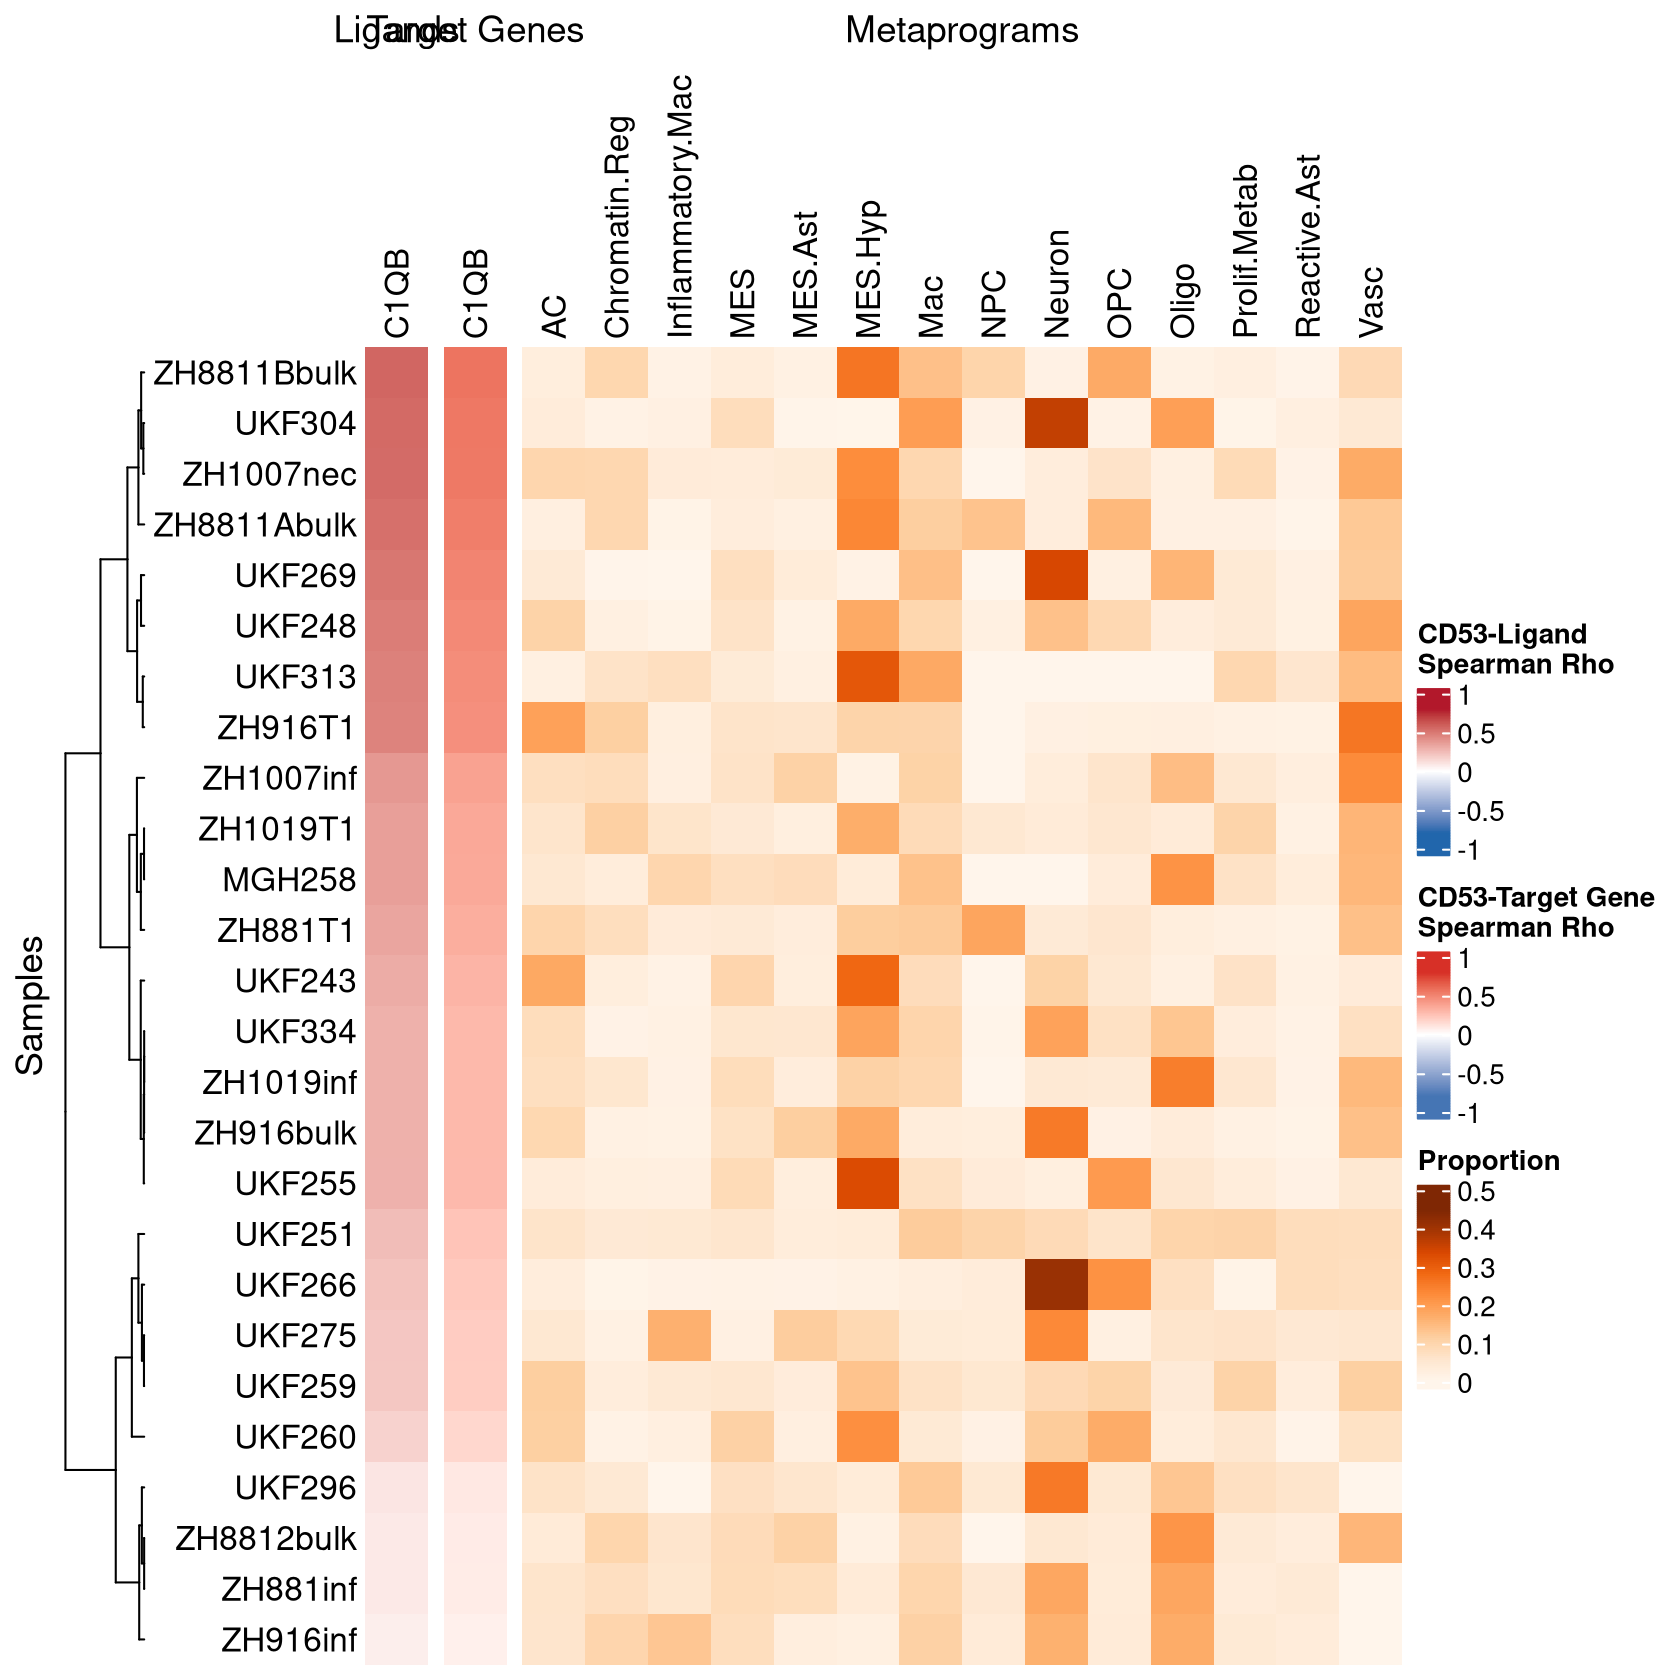 Ligands Target Genes Metaprograms
C1QB C1QB AC Chromatin.Reg Inflammatory.Mac MES MES.Ast MES.Hyp Mac NPC Neuron OPC Oligo Prolif.Metab Reactive.Ast Vasc
Samples
ZH8811Bbulk
UKF304
ZH1007nec
ZH8811Abulk
UKF269
UKF248
UKF313
ZH916T1
ZH1007inf
ZH1019T1
MGH258
ZH881T1
UKF243
UKF334
ZH1019inf
ZH916bulk
UKF255
UKF251
UKF266
UKF275
UKF259
UKF260
UKF296
ZH8812bulk
ZH881inf
ZH916inf
CD53-Ligand
Spearman Rho
1
0.5
0
-0.5
-1
CD53-Target Gene
Spearman Rho
1
0.5
0
-0.5
-1
Proportion
0.5
0.4
0.3
0.2
0.1
0